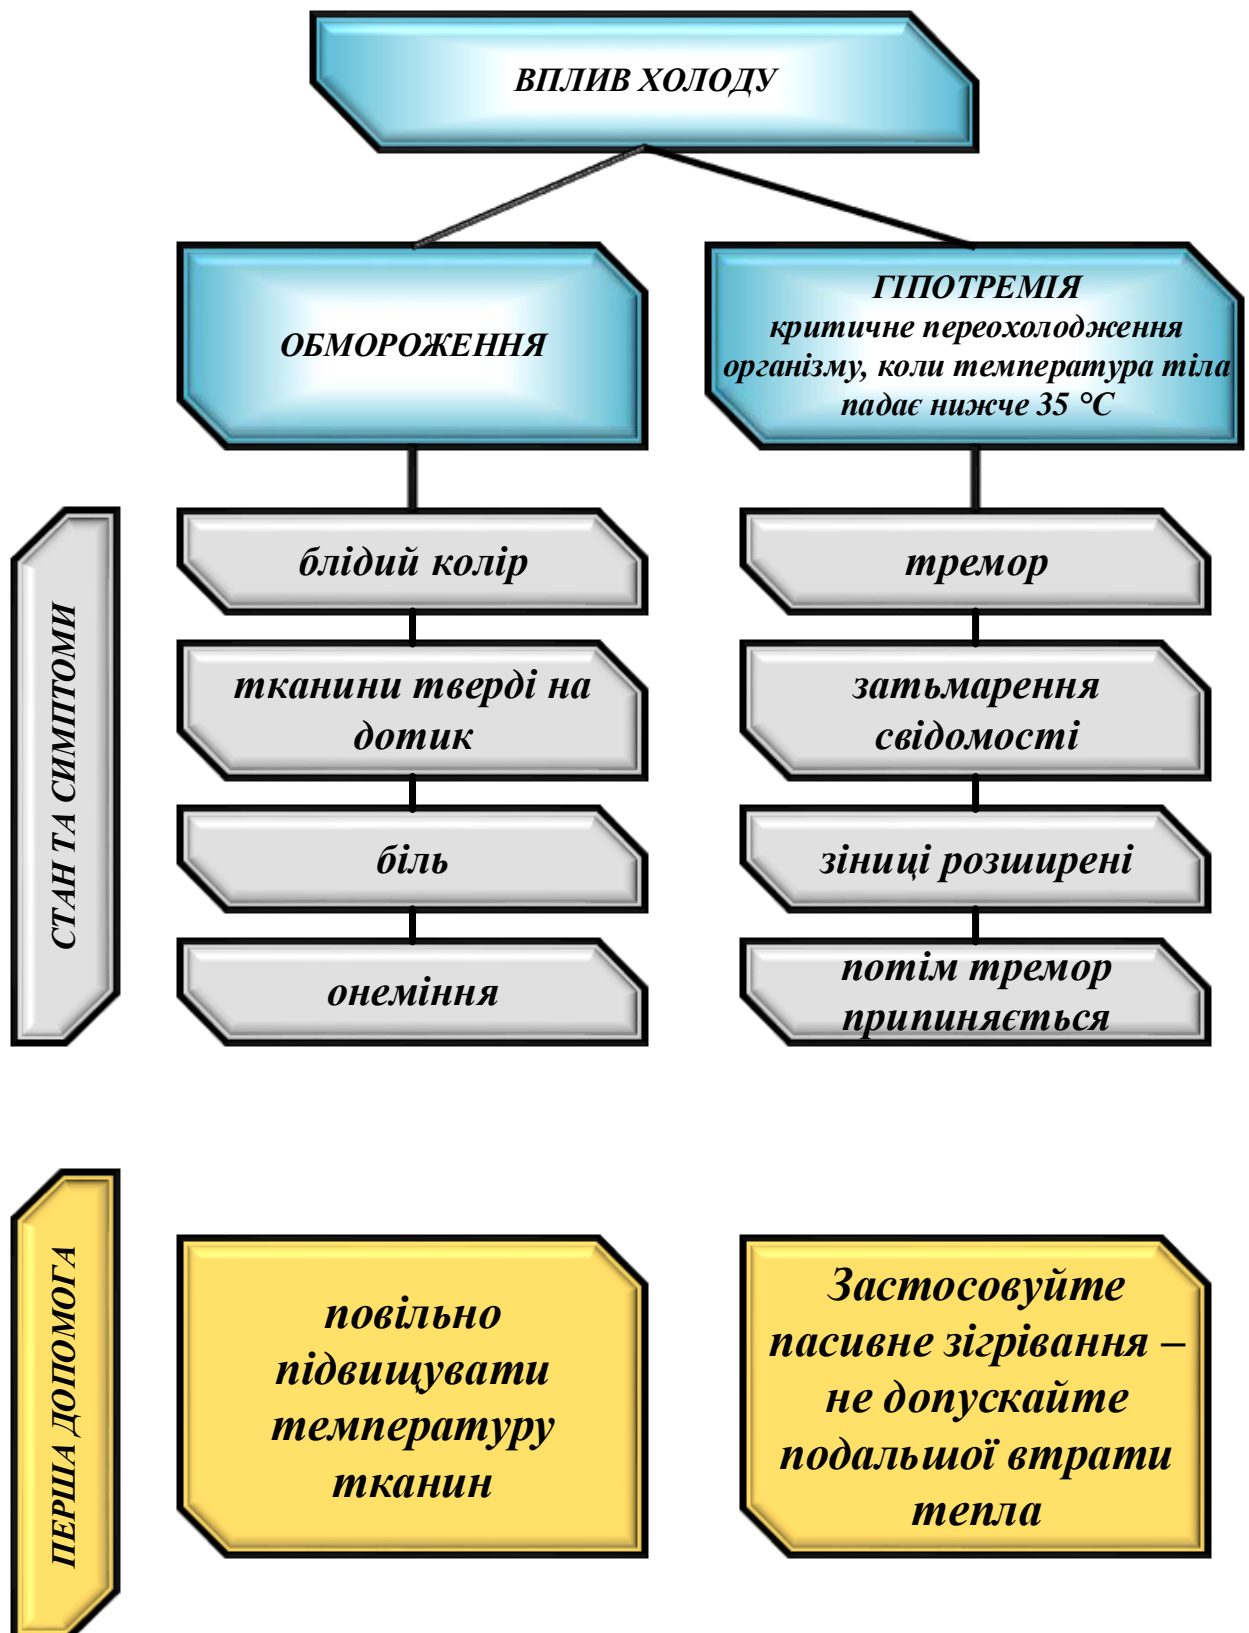 ВПЛИВ ХОЛОДУ
ОБМОРОЖЕННЯ
ГІПОТРЕМІЯ
критичне переохолодження
організму, коли температура тіла
падає нижче 35 °C
СТАН ТА СИМПТОМИ
блідий колір
тканини тверді на
дотик
біль
онеміння
тремор
затьмарення
свідомості
зіниці розширені
потім тремор
припиняється
ПЕРША ДОПОМОГА
повільно
підвищувати
температуру
тканин
Застосовуйте
пасивне зігрівання –
не допускайте
подальшої втрати
тепла